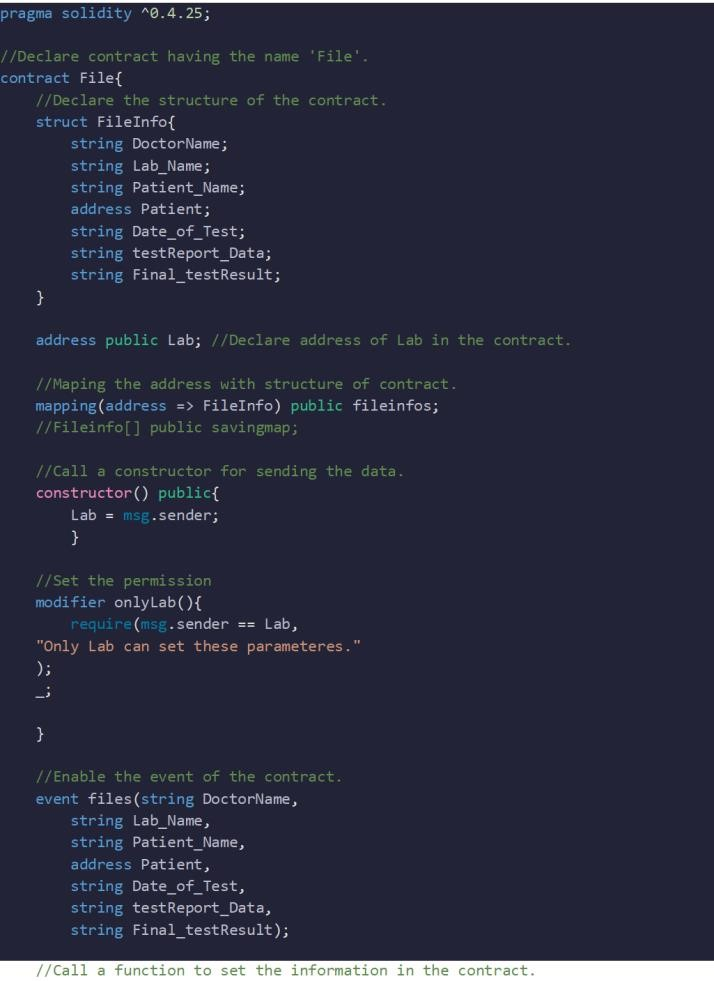 pragma solidity ^0.4.25;
//Declare contract having the name 'File'.
contract File{
    //Declare the structure of the contract.
    struct FileInfo{
        string DoctorName;
        string Lab_Name;
        string Patient_Name;
        address Patient;
        string Date_of_Test;
        string testReport_Data;
        string Final_testResult;
    }
    address public Lab; //Declare address of Lab in the contract.
    //Maping the address with structure of contract.
    mapping(address => FileInfo) public fileinfos;
    //Fileinfo[] public savingmap;
    //Call a constructor for sending the data.
    constructor() public{
        Lab = msg.sender;
        }
    //Set the permission
    modifier onlyLab(){
        require(msg.sender == Lab,
    "Only Lab can set these parameteres."
    );
    _;
    }
    //Enable the event of the contract.
    event files(string DoctorName,
        string Lab_Name,
        string Patient_Name,
        address Patient,
        string Date_of_Test,
        string testReport_Data,
        string Final_testResult);
    //Call a function to set the information in the contract.